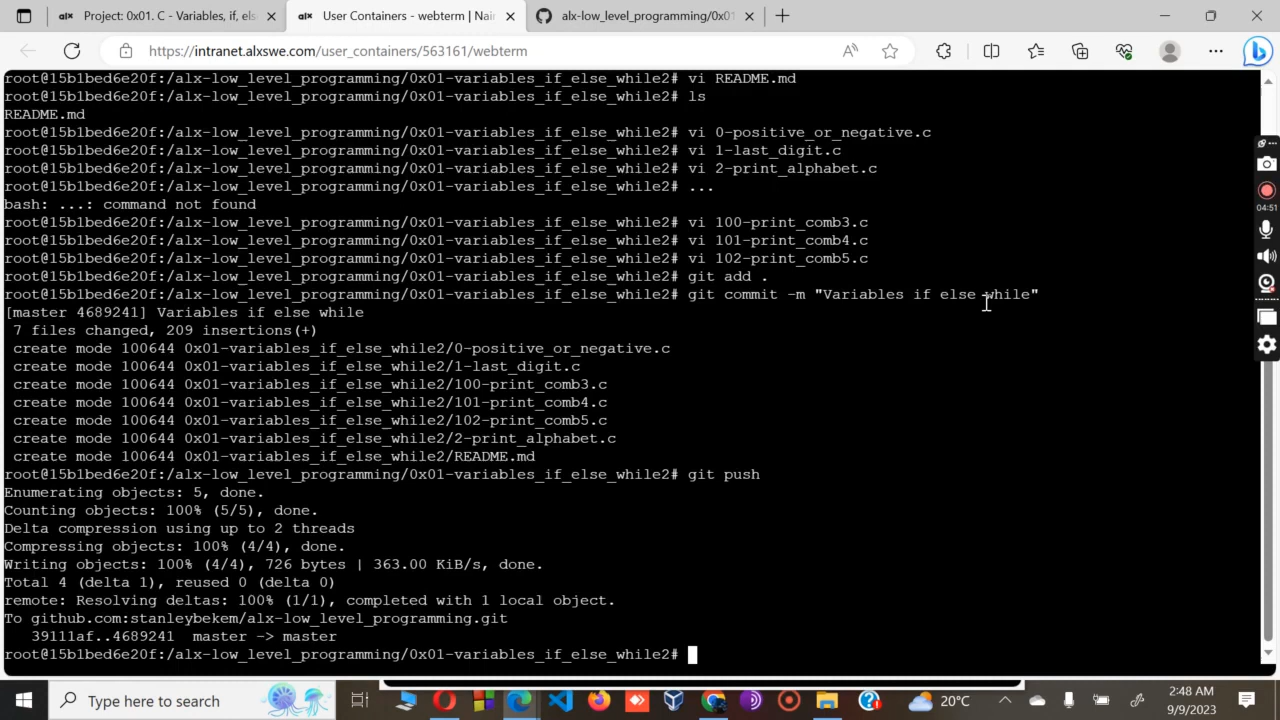 Project: 0x01. C - Variables, if, els
User Containers - webterm | Nair
alx-low_level_programming/0x01
https://intranet.alxswe.com/user_containers/563161/webterm
root@15b1bed6e20f:/alx-low_level_programming/0x01-variables_if_else_while2# vi README.md
root@15b1bed6e20f:/alx-low_level_programming/0x01-variables_if_else_while2# ls
README.md
root@15b1bed6e20f:/alx-low_level_programming/0x01-variables_if_else_while2# vi 0-positive_or_negative.c
root@15b1bed6e20f:/alx-low_level_programming/0x01-variables_if_else_while2# vi 1-last_digit.c
root@15b1bed6e20f:/alx-low_level_programming/0x01-variables_if_else_while2# vi 2-print_alphabet.c
root@15b1bed6e20f:/alx-low_level_programming/0x01-variables_if_else_while2# ...
bash: ...: command not found
root@15b1bed6e20f:/alx-low_level_programming/0x01-variables_if_else_while2# vi 100-print_comb3.c
root@15b1bed6e20f:/alx-low_level_programming/0x01-variables_if_else_while2# vi 101-print_comb4.c
root@15b1bed6e20f:/alx-low_level_programming/0x01-variables_if_else_while2# vi 102-print_comb5.c
root@15b1bed6e20f:/alx-low_level_programming/0x01-variables_if_else_while2# git add .
root@15b1bed6e20f:/alx-low_level_programming/0x01-variables_if_else_while2# git commit -m "Variables if else while"
[master 4689241] Variables if else while
7 files changed, 209 insertions(+)
create mode 100644 0x01-variables_if_else_while2/0-positive_or_negative.c
create mode 100644 0x01-variables_if_else_while2/1-last_digit.c
create mode 100644 0x01-variables_if_else_while2/100-print_comb3.c
create mode 100644 0x01-variables_if_else_while2/101-print_comb4.c
create mode 100644 0x01-variables_if_else_while2/102-print_comb5.c
create mode 100644 0x01-variables_if_else_while2/2-print_alphabet.c
create mode 100644 0x01-variables_if_else_while2/README.md
root@15b1bed6e20f:/alx-low_level_programming/0x01-variables_if_else_while2# git push
Enumerating objects: 5, done.
Counting objects: 100% (5/5), done.
Delta compression using up to 2 threads
Compressing objects: 100% (4/4), done.
Writing objects: 100% (4/4), 726 bytes | 363.00 KiB/s, done.
Total 4 (delta 1), reused 0 (delta 0)
remote: Resolving deltas: 100% (1/1), completed with 1 local object.
To github.com:stanleybekem/alx-low_level_programming.git
39111af..4689241 master -> master
root@15b1bed6e20f:/alx-low_level_programming/0x01-variables_if_else_while2#
04:51
Type here to search
20°C
2:48 AM
9/9/2023